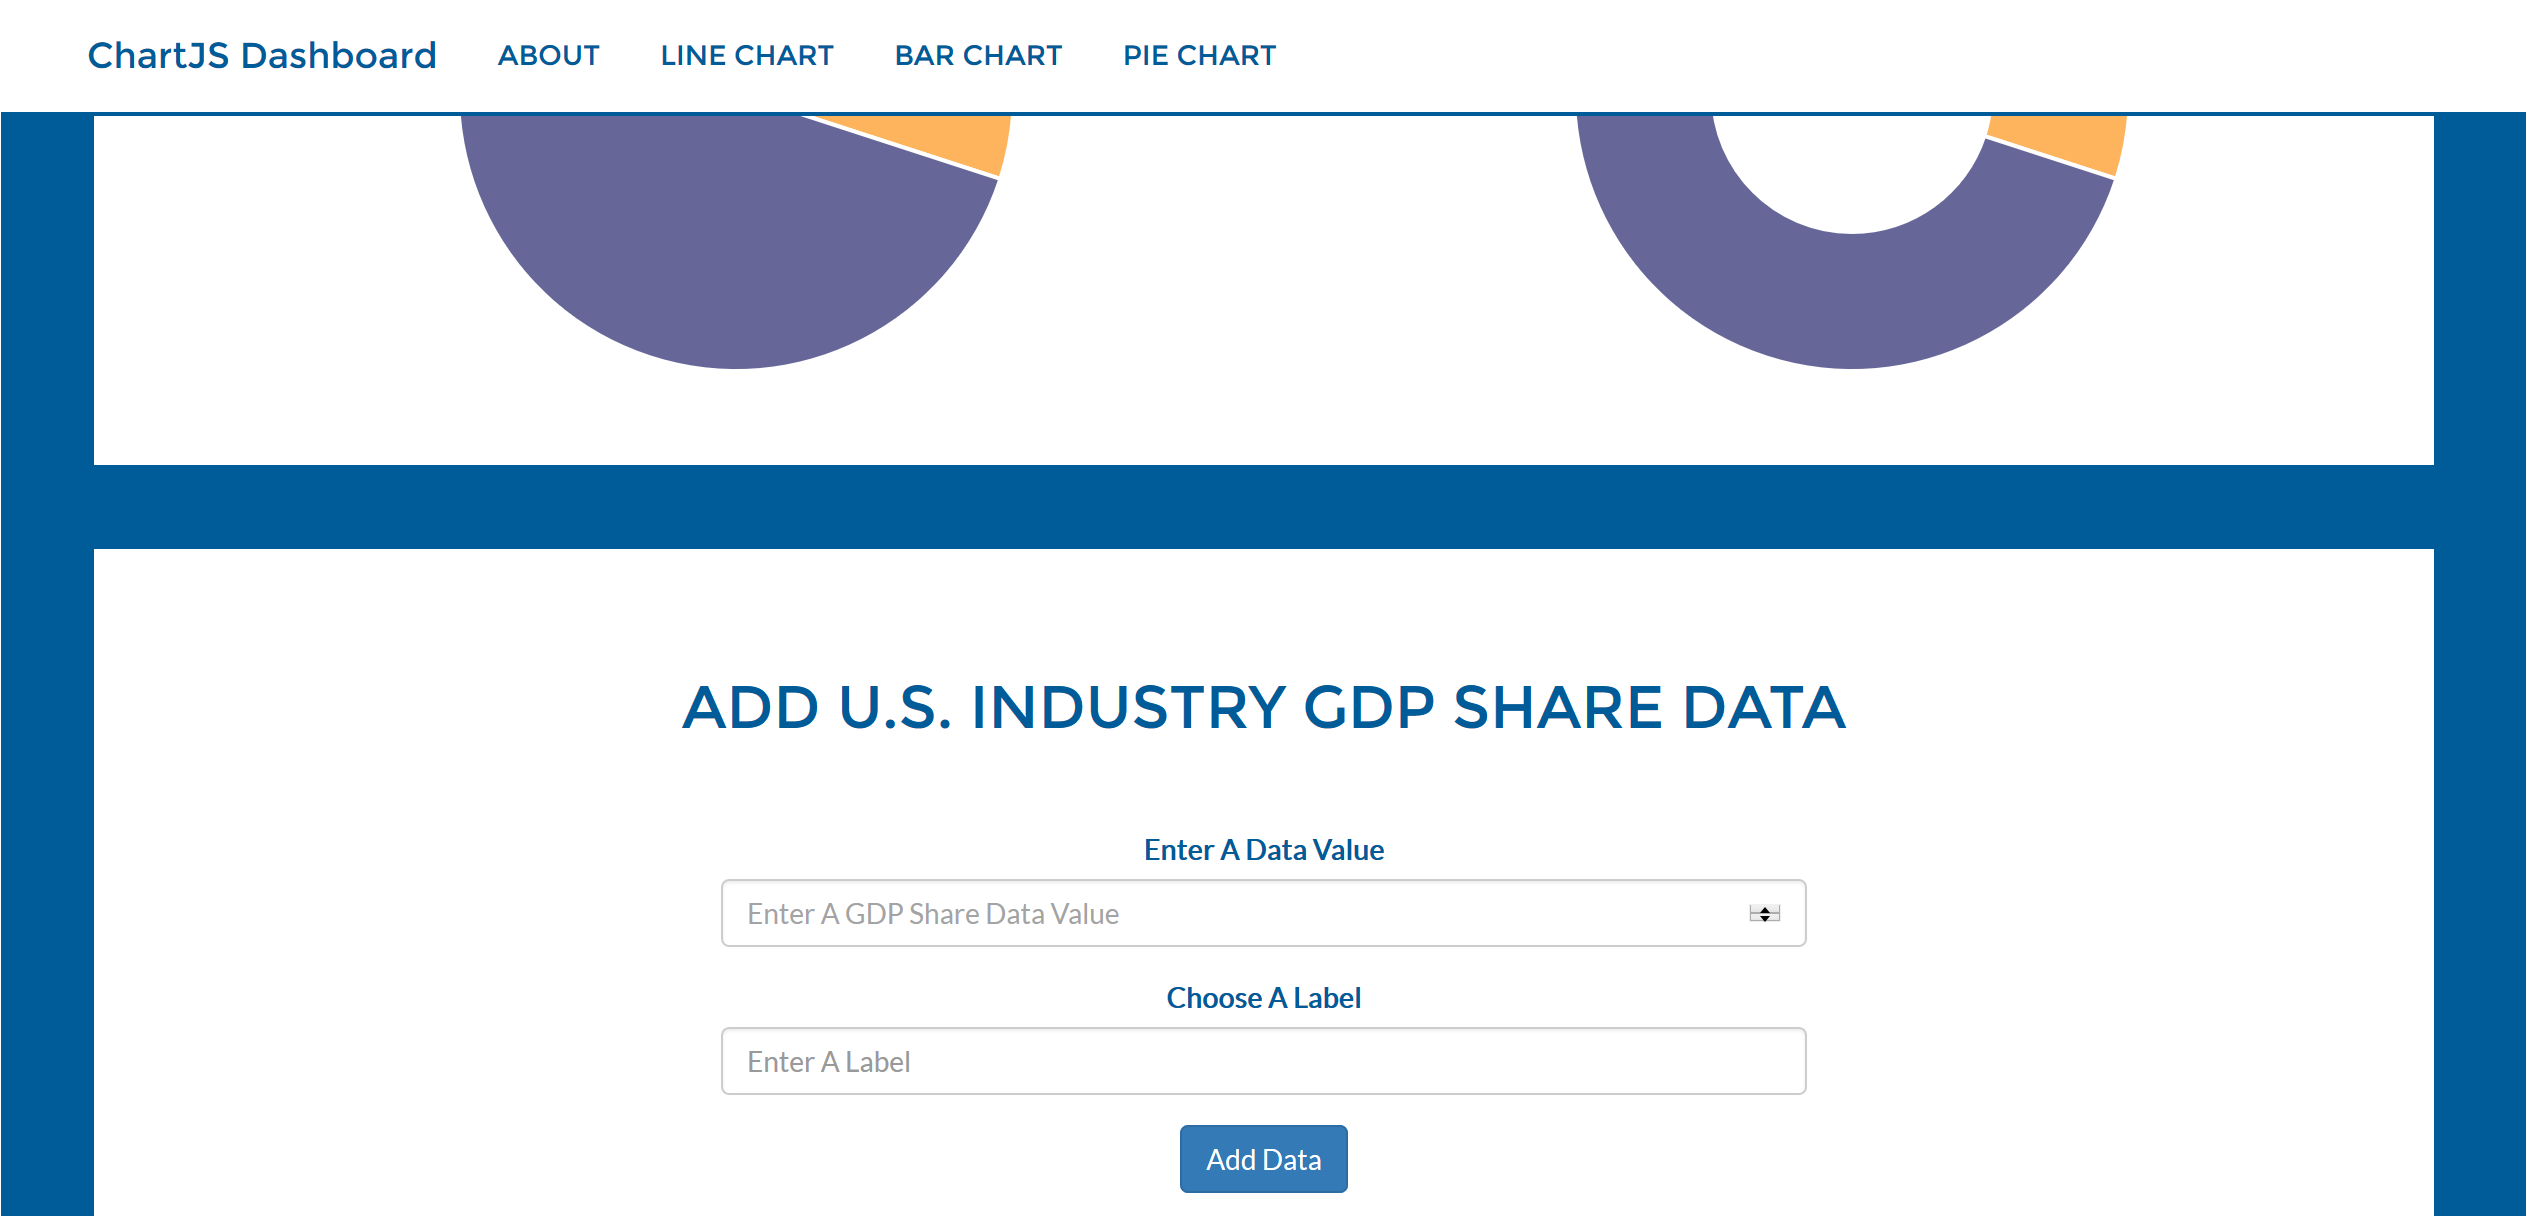 ChartJS Dashboard ABOUT LINE CHART BAR CHART PIE CHART
ADD U.S. INDUSTRY GDP SHARE DATA
Enter A Data Value
Enter A GDP Share Data Value
Choose A Label
Enter A Label
Add Data